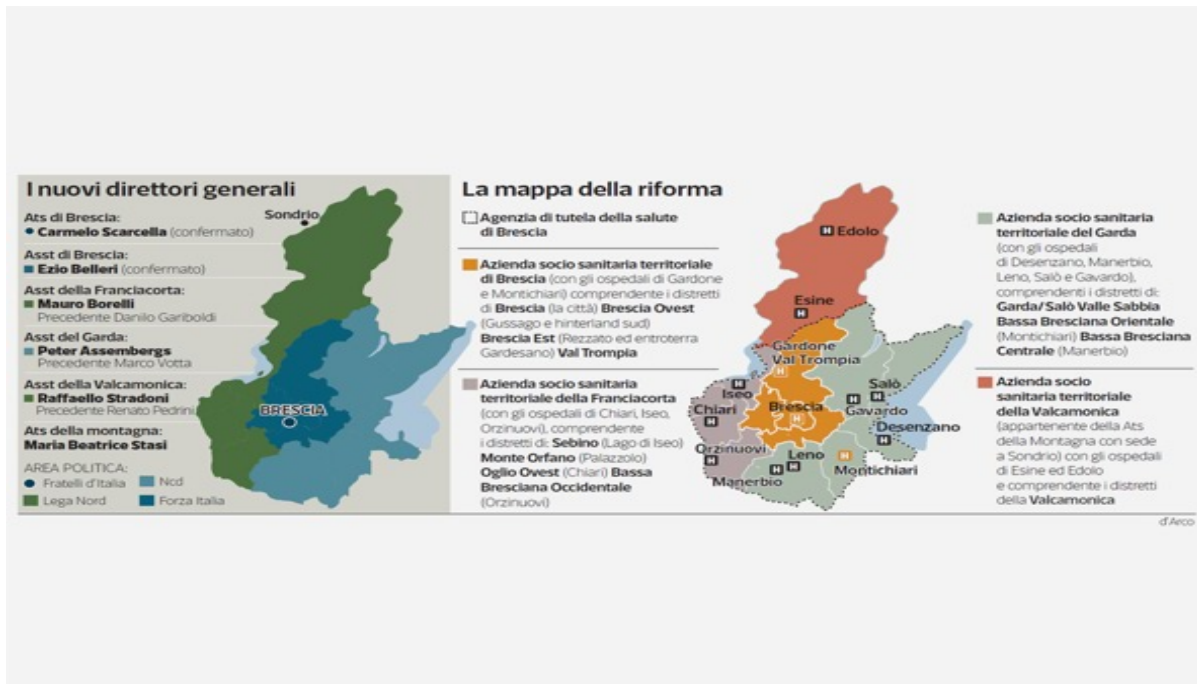 I nuovi direttori generali
Ats di Brescia:
Carmelo Scarcella (confermato)
Asst di Brescia:
Ezio Belleri (confermato)
Asst della Franciacorta:
Mauro Borelli
Precedente Danilo Gariboldi
Asst del Garda:
Peter Assembergs
Precedente Marco Votta
Asst della Valcamonica:
Raffaello Stradoni
Precedente Renato Pedrini
Ats della montagna:
Maria Beatrice Stasi
AREA POLITICA:
Fratelli d'Italia
Ncd
Lega Nord
Forza Italia
Sondrio
BRESCIA
La mappa della riforma
Agenzia di tutela della salute
di Brescia
Azienda socio sanitaria territoriale
di Brescia (con gli ospedali di Gardone
e Montichiari) comprende i distretti
di Brescia (la città) Brescia Ovest
(Gussago e hinterland sud)
Brescia Est (Rezzato ed entroterra
Gardesano) Val Trompia
Azienda socio sanitaria
territoriale della Franciacorta
(con gli ospedali di Chiari, Iseo,
Orzinuovi), comprendente
i distretti di: Sebino (Lago di Iseo)
Monte Orfano (Palazzolo)
Oglio Ovest (Chiari) Bassa
Bresciana Occidentale
(Orzinuovi)
H Edolo
Esine
H
Gardone
Val Trompia
H
H
Iseo
Salò
H
H
Chiari
H
Brescia
H
Gavardo
Desenzano
H
Orzinuovi
H
Leno
H
H
H
Montichiari
Manerbio
Azienda socio sanitaria
territoriale del Garda
(con gli ospedali
di Desenzano, Manerbio,
Leno, Salò e Gavardo),
comprendenti i distretti di:
Garda/Salò Valle Sabbia
Bassa Bresciana Orientale
(Montichiari) Bassa Bresciana
Centrale (Manerbio)
Azienda socio
sanitaria territoriale
della Valcamonica
(appartenente della Ats
della Montagna con sede
a Sondrio) con gli ospedali
di Esine ed Edolo
e comprendente i distretti
della Valcamonica
d'Arco